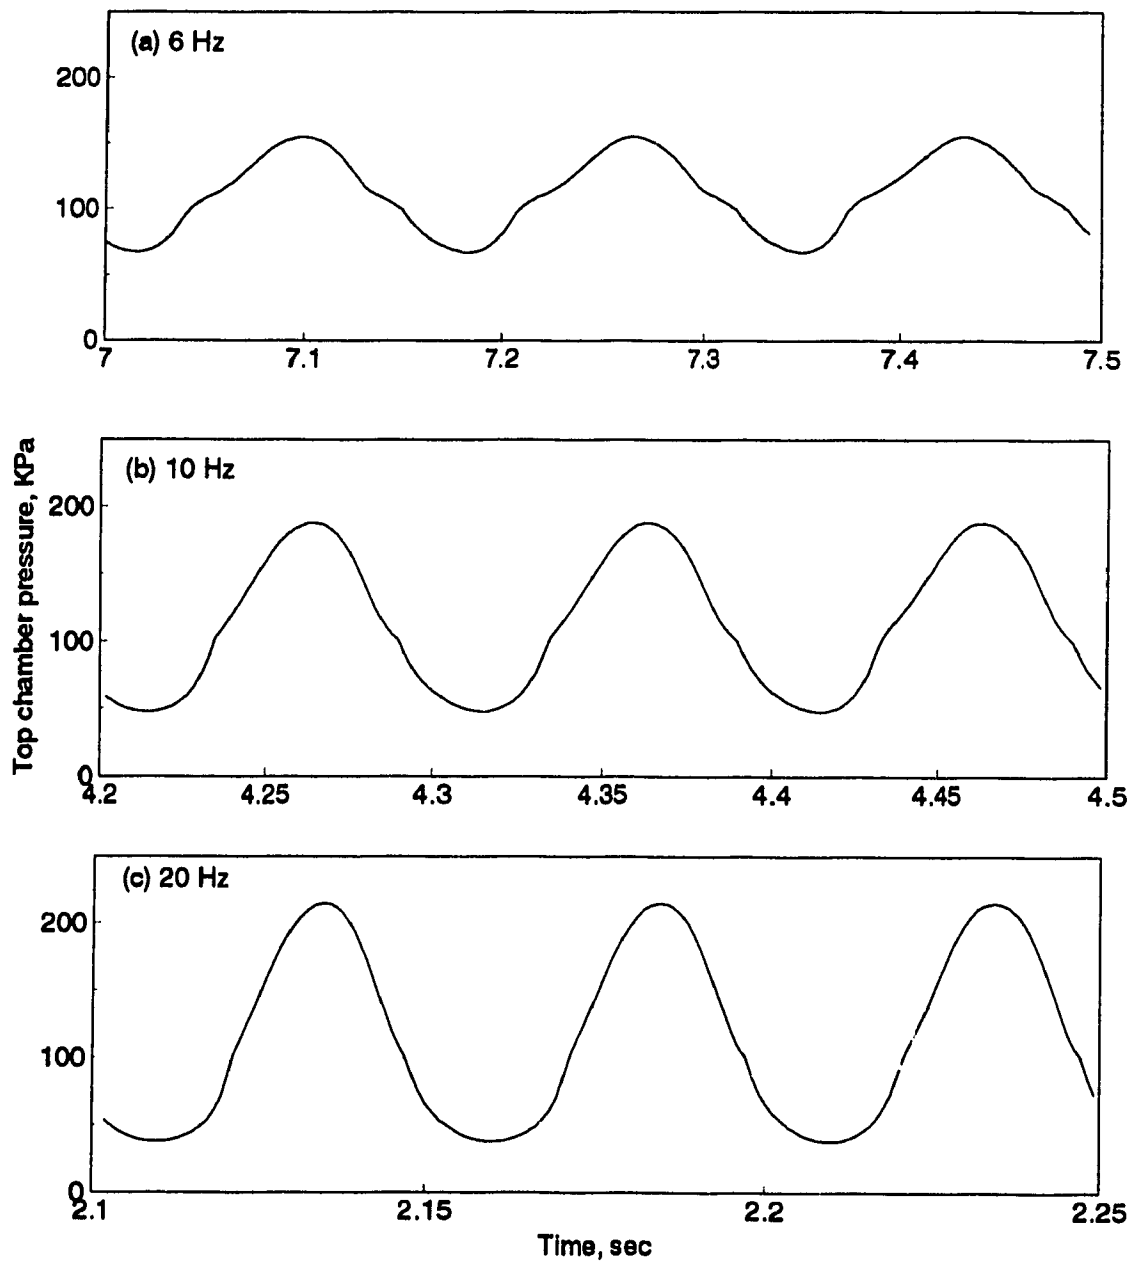 (a) 6 Hz
200
100
0
7 7.1 7.2 7.3 7.4 7.5
(b) 10 Hz
200
100
0
4.2 4.25 4.3 4.35 4.4 4.45 4.5
Top chamber pressure, KPa
(c) 20 Hz
200
100
0
2.1 2.15 2.2 2.25
Time, sec